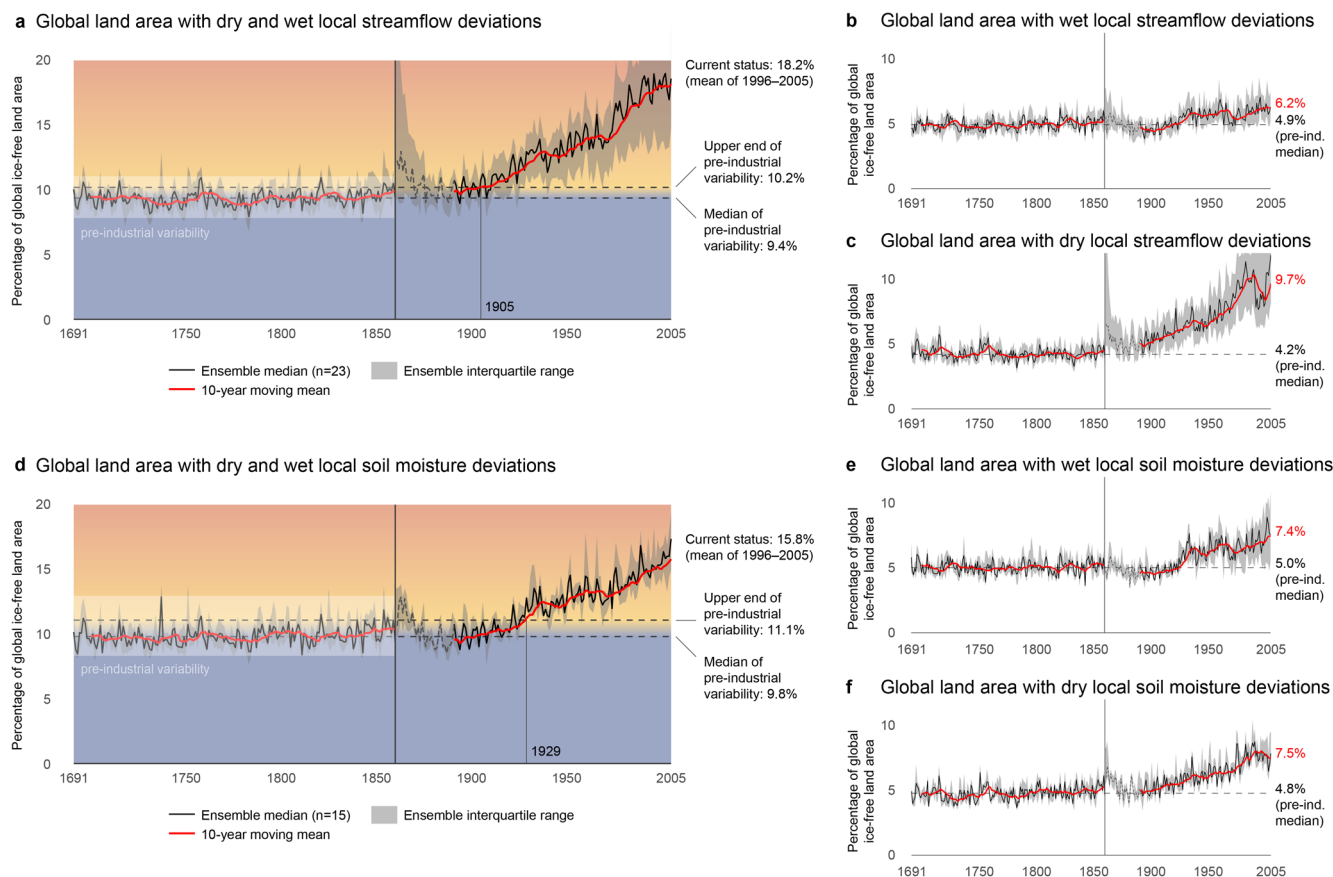 a Global land area with dry and wet local streamflow deviations
Percentage of global ice-free land area
20
15
10
5
0
pre-industrial variability
1905
1691
1750
1800
1850
1900
1950
2005
Current status: 18.2%
(mean of 1996–2005)
Upper end of
pre-industrial
variability: 10.2%
Median of
pre-industrial
variability: 9.4%
Ensemble median (n=23)
Ensemble interquartile range
10-year moving mean
b Global land area with wet local streamflow deviations
Percentage of global
ice-free land area
10
5
0
1691
1750
1800
1850
1900
1950
2005
6.2%
4.9%
(pre-ind.
median)
c Global land area with dry local streamflow deviations
Percentage of global
ice-free land area
10
5
0
1691
1750
1800
1850
1900
1950
2005
9.7%
4.2%
(pre-ind.
median)
d Global land area with dry and wet local soil moisture deviations
Percentage of global ice-free land area
20
15
10
5
0
pre-industrial variability
1929
1691
1750
1800
1850
1900
1950
2005
Current status: 15.8%
(mean of 1996–2005)
Upper end of
pre-industrial
variability: 11.1%
Median of
pre-industrial
variability: 9.8%
Ensemble median (n=15)
Ensemble interquartile range
10-year moving mean
e Global land area with wet local soil moisture deviations
Percentage of global
ice-free land area
10
5
0
1691
1750
1800
1850
1900
1950
2005
7.4%
5.0%
(pre-ind.
median)
f Global land area with dry local soil moisture deviations
Percentage of global
ice-free land area
10
5
0
1691
1750
1800
1850
1900
1950
2005
7.5%
4.8%
(pre-ind.
median)